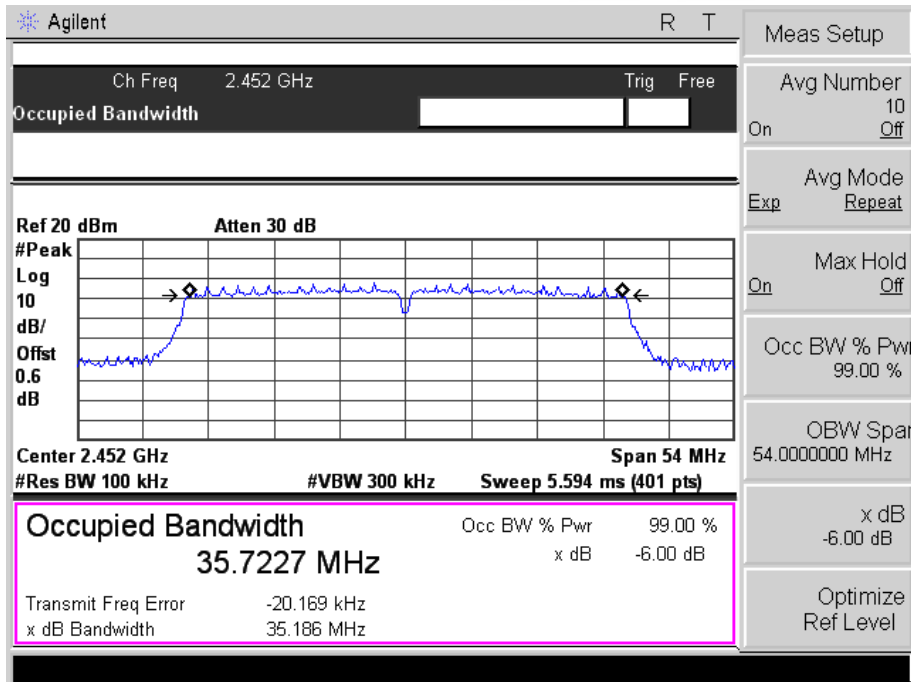 Agilent R T
Ch Freq 2.452 GHz Trig Free
Occupied Bandwidth
Ref 20 dBm Atten 30 dB
#Peak
Log
10
dB/
Offst
0.6
dB
Center 2.452 GHz Span 54 MHz
#Res BW 100 kHz #VBW 300 kHz Sweep 5.594 ms (401 pts)
Occupied Bandwidth Occ BW % Pwr 99.00 %
35.7227 MHz x dB -6.00 dB
Transmit Freq Error -20.169 kHz
x dB Bandwidth 35.186 MHz
Meas Setup
Avg Number
10
On Off
Avg Mode
Exp Repeat
Max Hold
On Off
Occ BW % Pwr
99.00 %
OBW Spar
54.0000000 MHz
x dB
-6.00 dB
Optimize
Ref Level